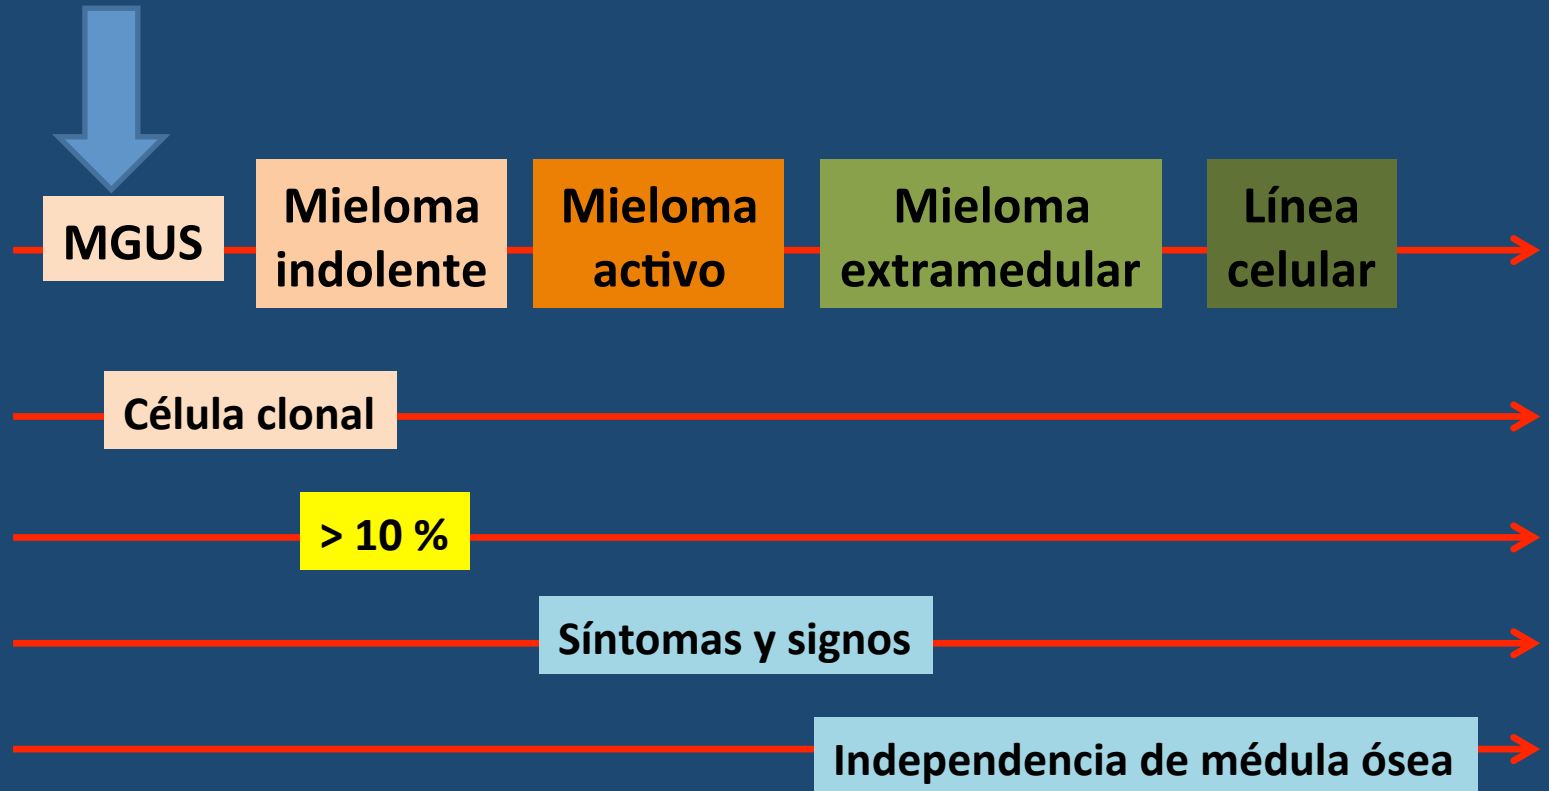 MGUS
Mieloma
indolente
Mieloma
activo
Mieloma
extramedular
Línea
celular
Célula clonal
> 10 %
Síntomas y signos
Independencia de médula ósea